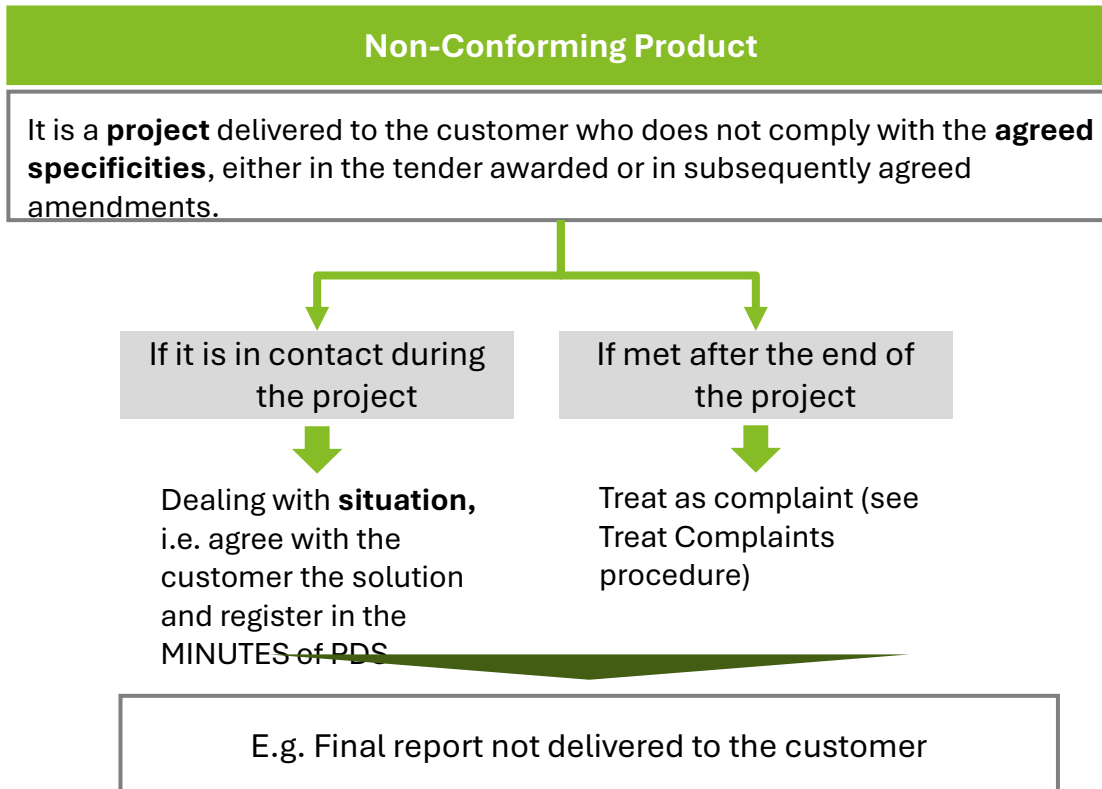 Non-Conforming Product
It is a project delivered to the customer who does not comply with the agreed
specificities, either in the tender awarded or in subsequently agreed
amendments.
If it is in contact during
the project
If met after the end of
the project
Dealing with situation,
i.e. agree with the
customer the solution
and register in the
MINUTES of PDS
Treat as complaint (see
Treat Complaints
procedure)
E.g. Final report not delivered to the customer